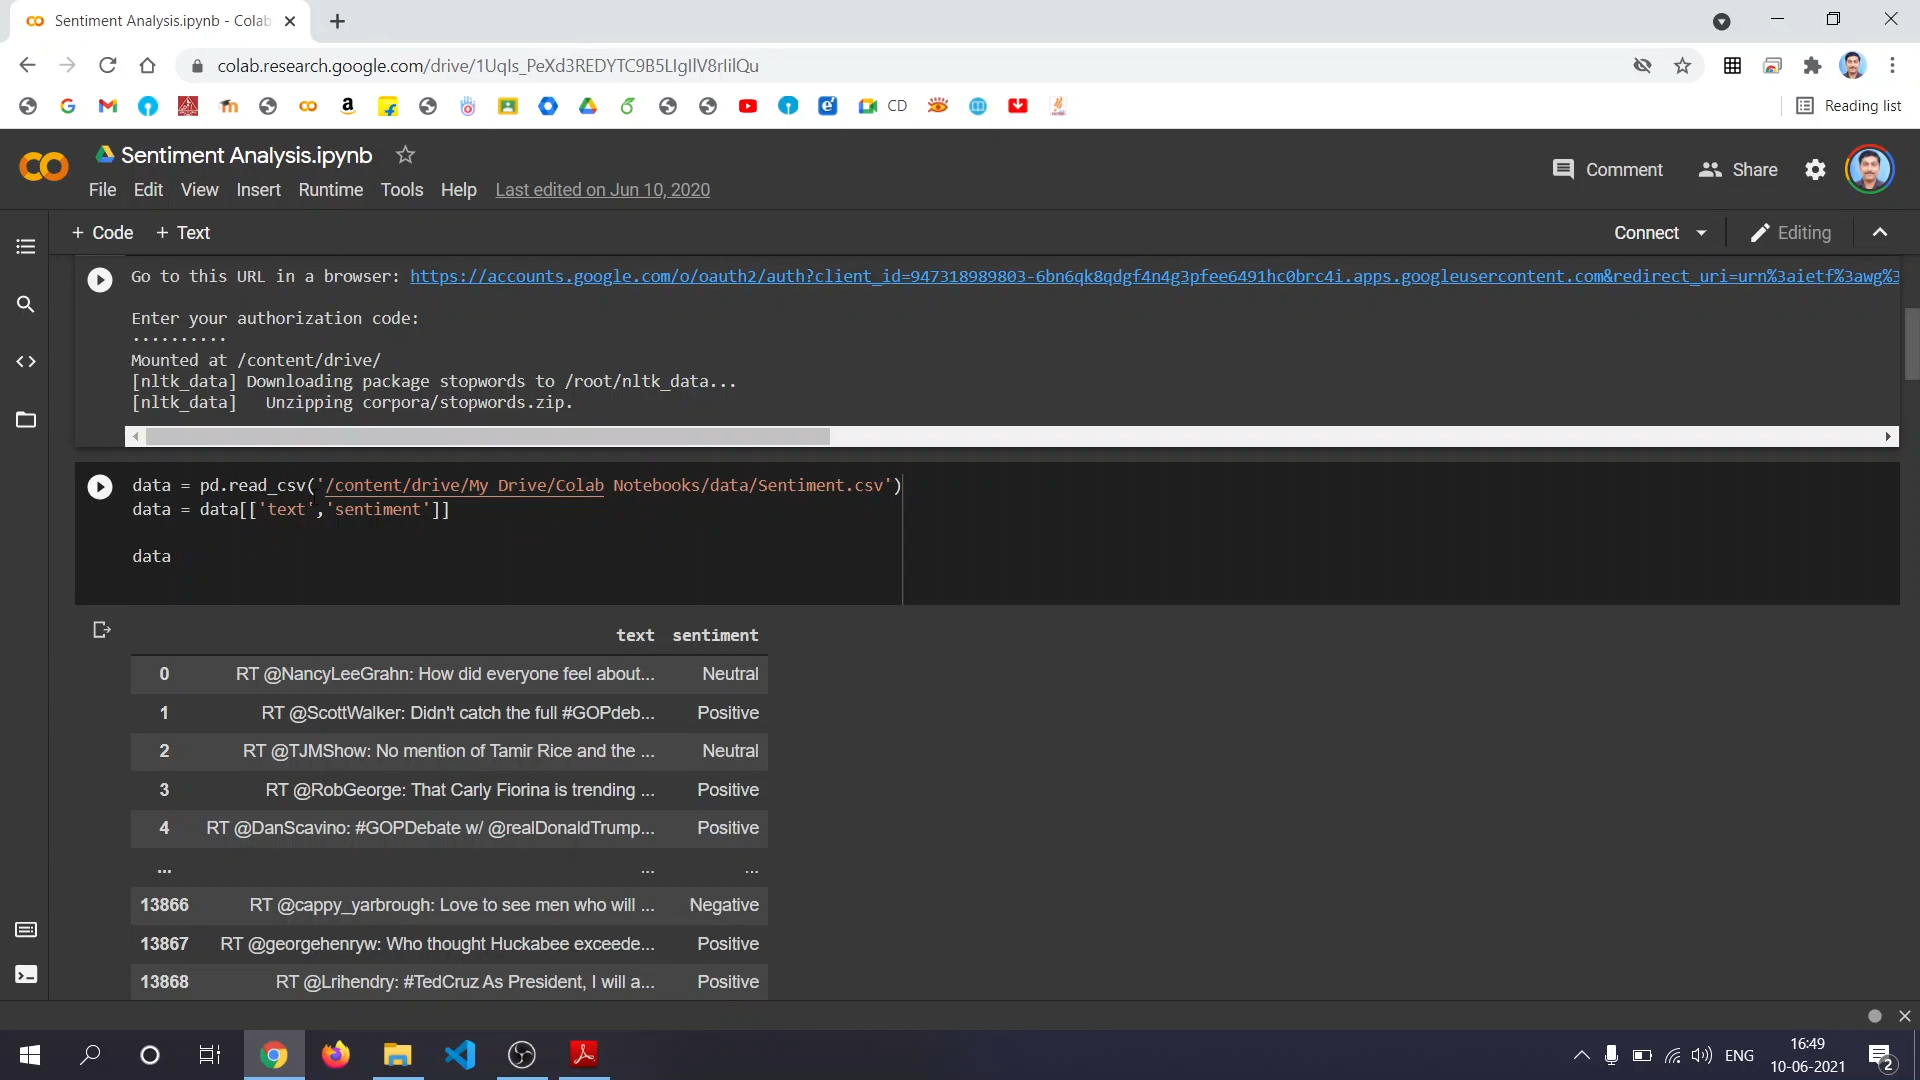 Sentiment Analysis.ipynb - Colab
colab.research.google.com/drive/1UqIs_PeXd3REDYTC9B5LIgIlV8rIilQu
CD
Reading list
Sentiment Analysis.ipynb
File Edit View Insert Runtime Tools Help Last edited on Jun 10, 2020
Comment Share
+ Code + Text
Connect Editing
Go to this URL in a browser: https://accounts.google.com/o/oauth2/auth?client_id=947318989803-6bn6qk8qdgf4n4g3pfee6491hc0brc4i.apps.googleusercontent.com&redirect_uri=urn%3aietf%3awg%3
Enter your authorization code:
··········
Mounted at /content/drive/
[nltk_data] Downloading package stopwords to /root/nltk_data...
[nltk_data]   Unzipping corpora/stopwords.zip.
data = pd.read_csv('/content/drive/My Drive/Colab Notebooks/data/Sentiment.csv')
data = data[['text','sentiment']]
data
text sentiment
0 RT @NancyLeeGrahn: How did everyone feel about... Neutral
1 RT @ScottWalker: Didn't catch the full #GOPdeb... Positive
2 RT @TJMShow: No mention of Tamir Rice and the ... Neutral
3 RT @RobGeorge: That Carly Fiorina is trending ... Positive
4 RT @DanScavino: #GOPDebate w/ @realDonaldTrump... Positive
... ... ...
13866 RT @cappy_yarbrough: Love to see men who will ... Negative
13867 RT @georgehenryw: Who thought Huckabee exceede... Positive
13868 RT @Lrihendry: #TedCruz As President, I will a... Positive
ENG
16:49
10-06-2021
2